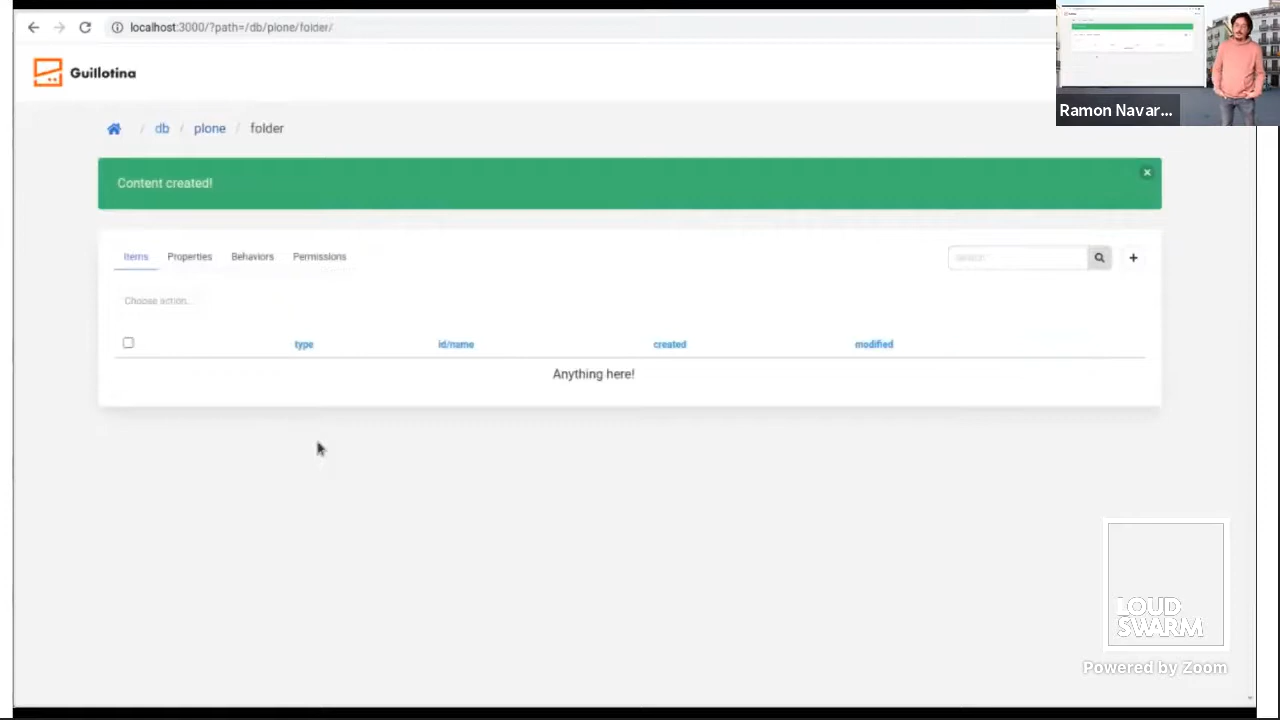 localhost:3000/?path=/db/plone/folder/
Guillotina
Ramon Navar...
/ db / plone / folder
Content created!
Items Properties Behaviors Permissions
Choose action...
type id/name created modified
Anything here!
LOUD
SWARM
Powered by Zoom